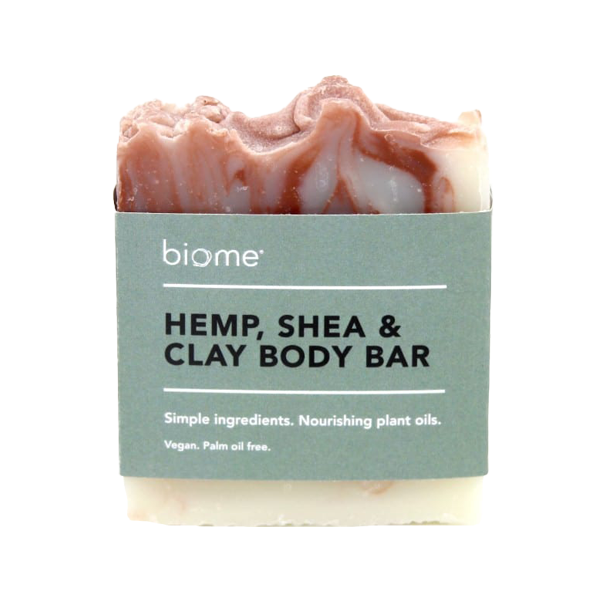 biome
HEMP, SHEA &
CLAY BODY BAR
Simple ingredients. Nourishing plant oils.
Vegan. Palm oil free.